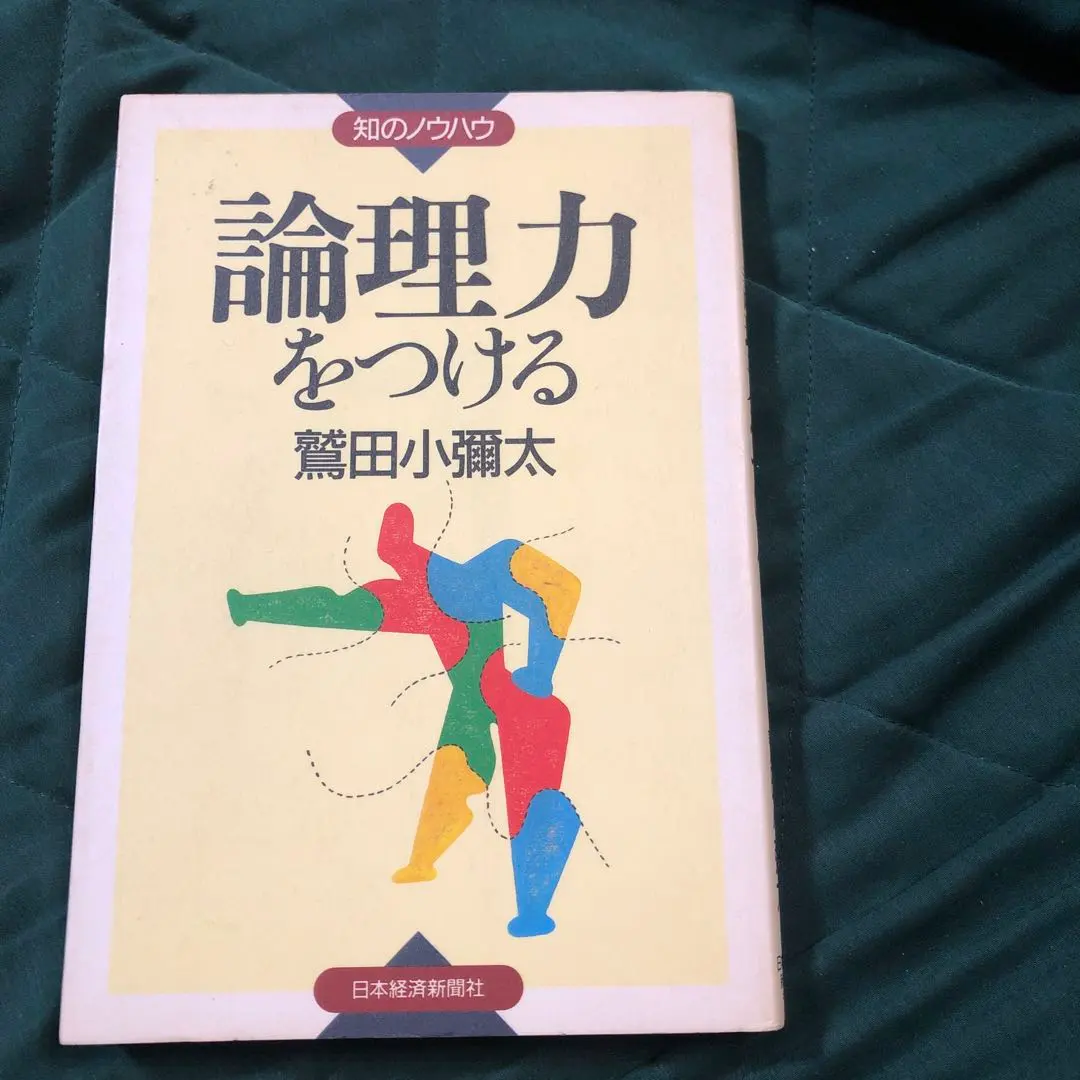 知のノウハウ
論理力
をつける
鷲田小彌太
日本経済新聞社